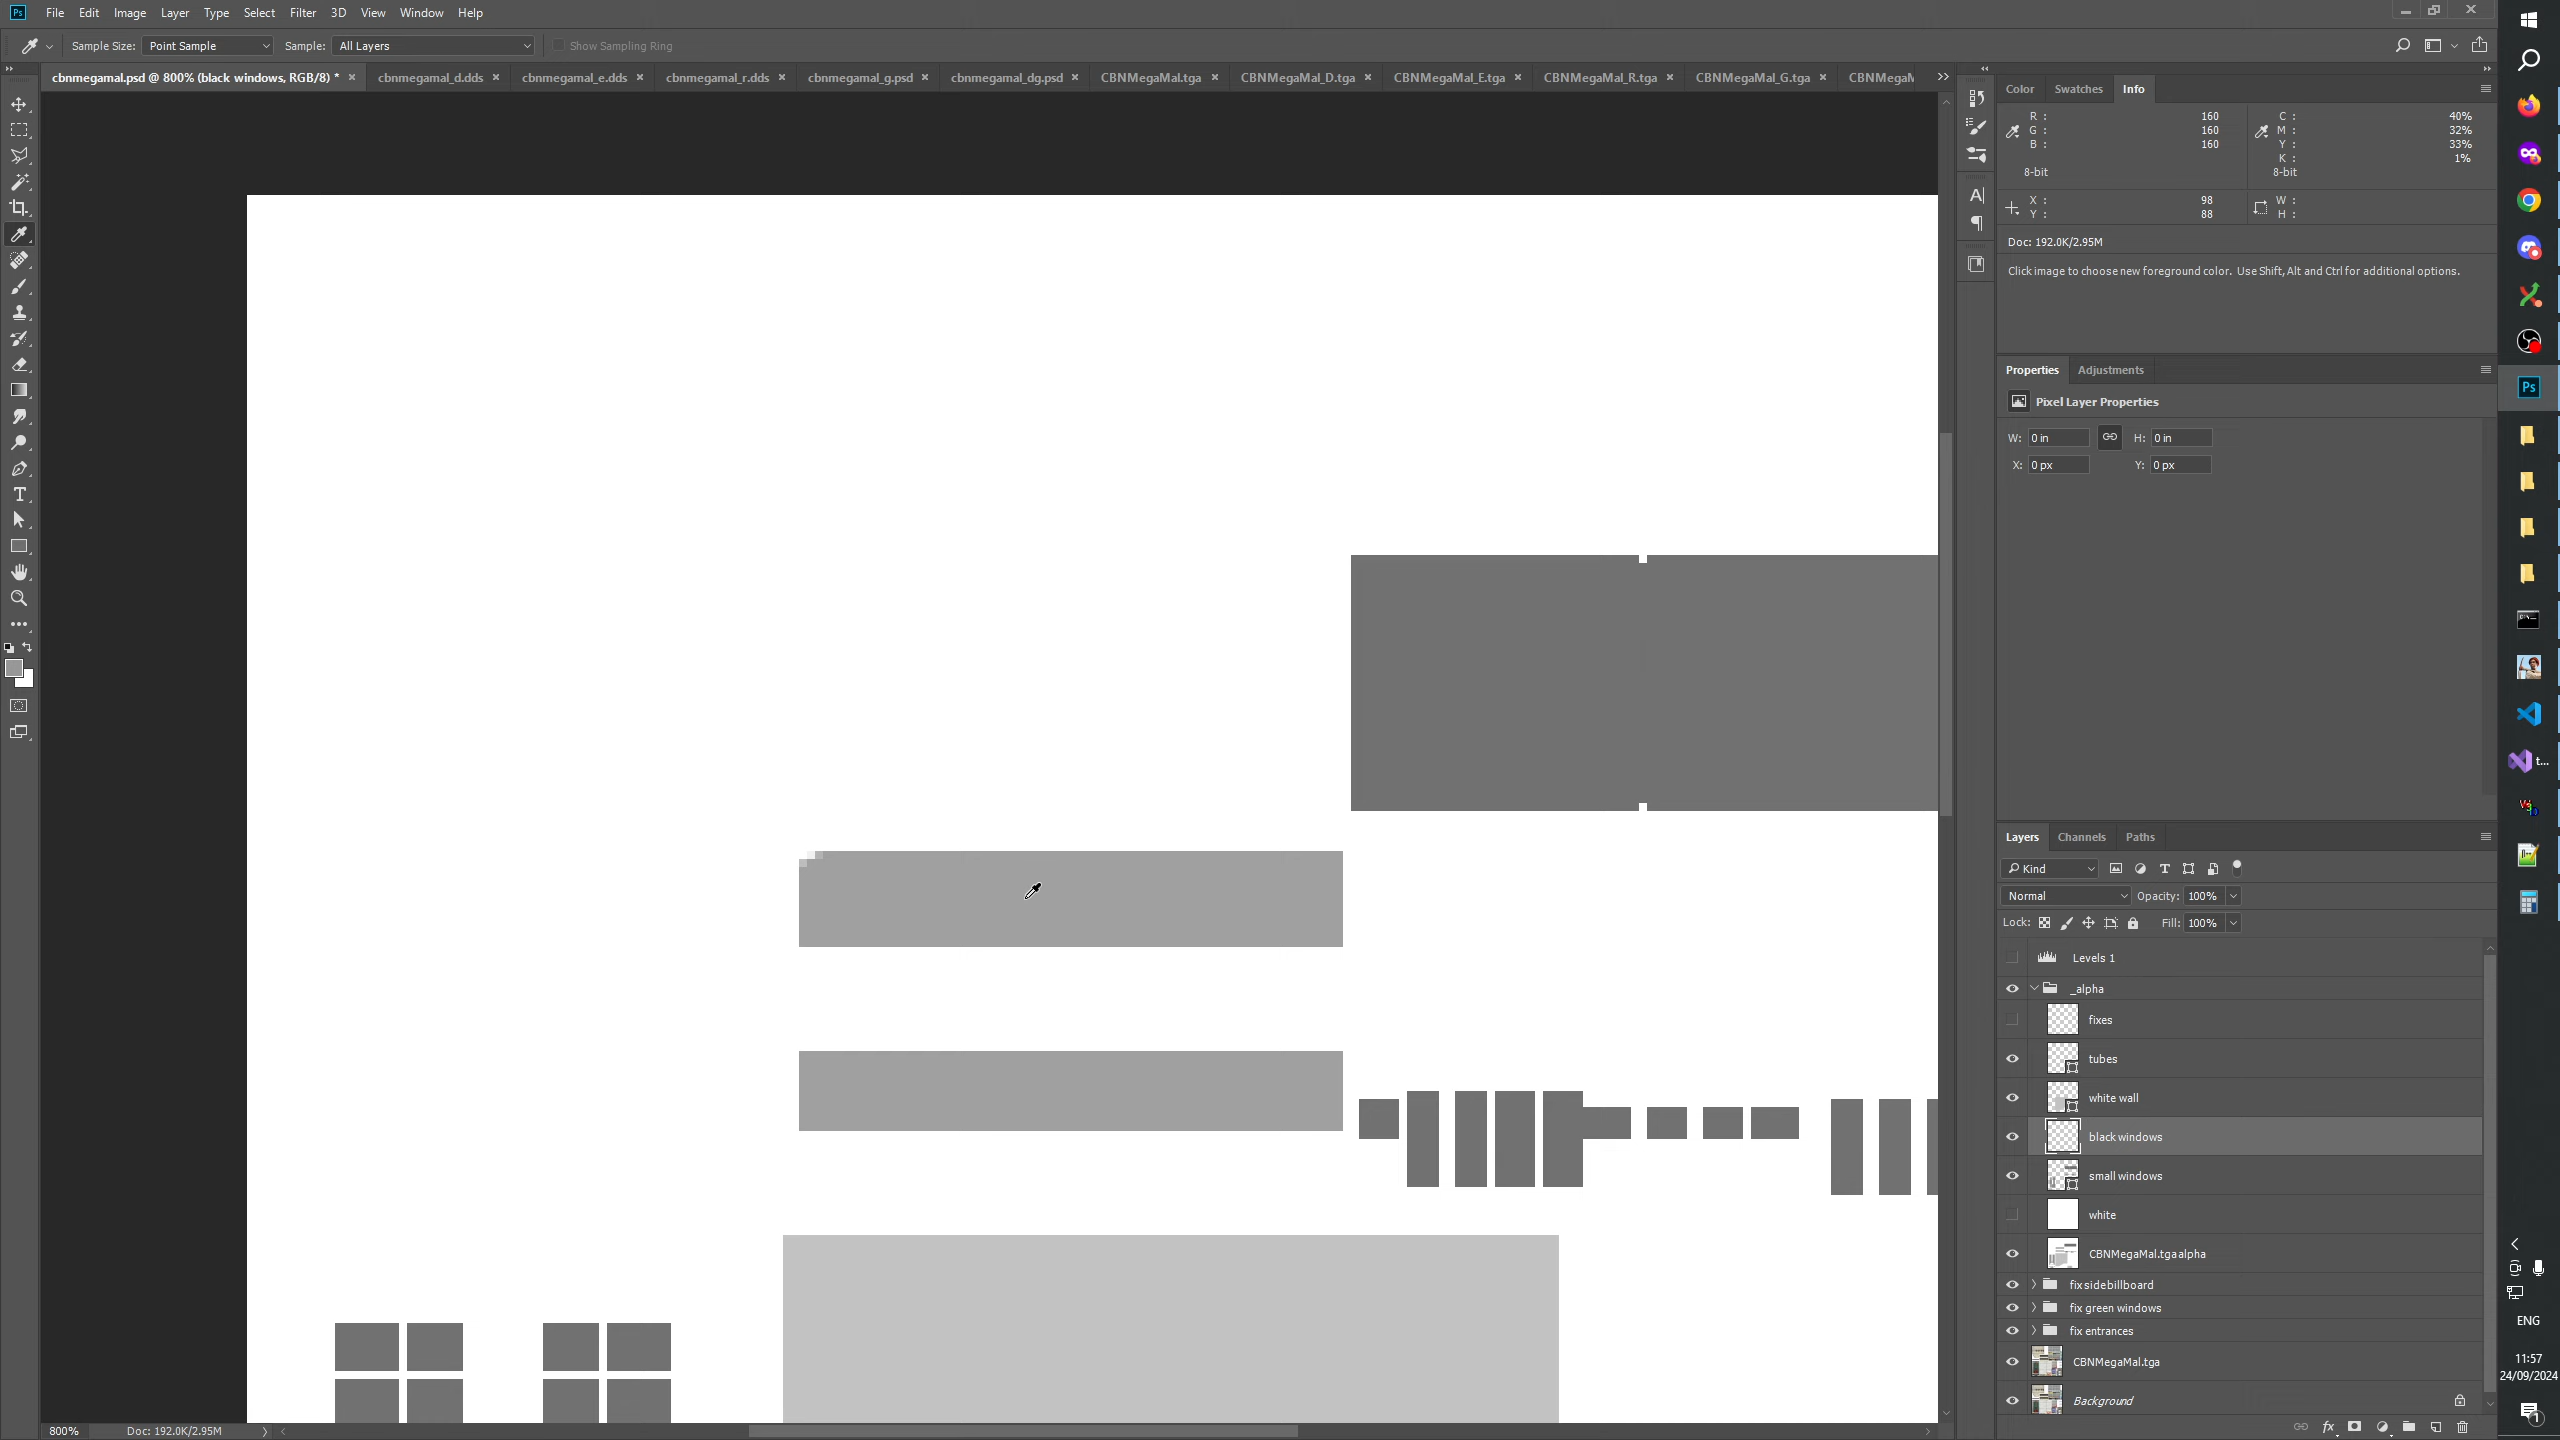 Ps File Edit Image Layer Type Select Filter 3D View Window Help
Sample Size: Point Sample Sample: All Layers Show Sampling Ring
cbnmegamal.psd @ 800% (black windows, RGB/8) * × cbnmegamal_d.dds × cbnmegamal_e.dds × cbnmegamal_r.dds × cbnmegamal_g.psd × cbnmegamal_dg.psd × CBNMegaMal.tga × CBNMegaMal_D.tga × CBNMegaMal_E.tga × CBNMegaMal_R.tga × CBNMegaMal_G.tga × CBNMegaM
Color Swatches Info
R : 160 C : 40%
G : 160 M : 32%
B : 160 Y : 33%
K : 1%
8-bit 8-bit
X : 98 W :
Y : 88 H :
Doc: 192.0K/2.95M
Click image to choose new foreground color. Use Shift, Alt and Ctrl for additional options.
Properties Adjustments
Pixel Layer Properties
W: 0 in H: 0 in
X: 0 px Y: 0 px
Layers Channels Paths
Kind
Normal Opacity: 100%
Lock: Fill: 100%
Levels 1
_alpha
fixes
tubes
white wall
black windows
small windows
white
CBNMegaMal.tga alpha
fix side billboard
fix green windows
fix entrances
CBNMegaMal.tga
Background
800% Doc: 192.0K/2.95M
Ps
t...
ENG
11:57
24/09/2024
1